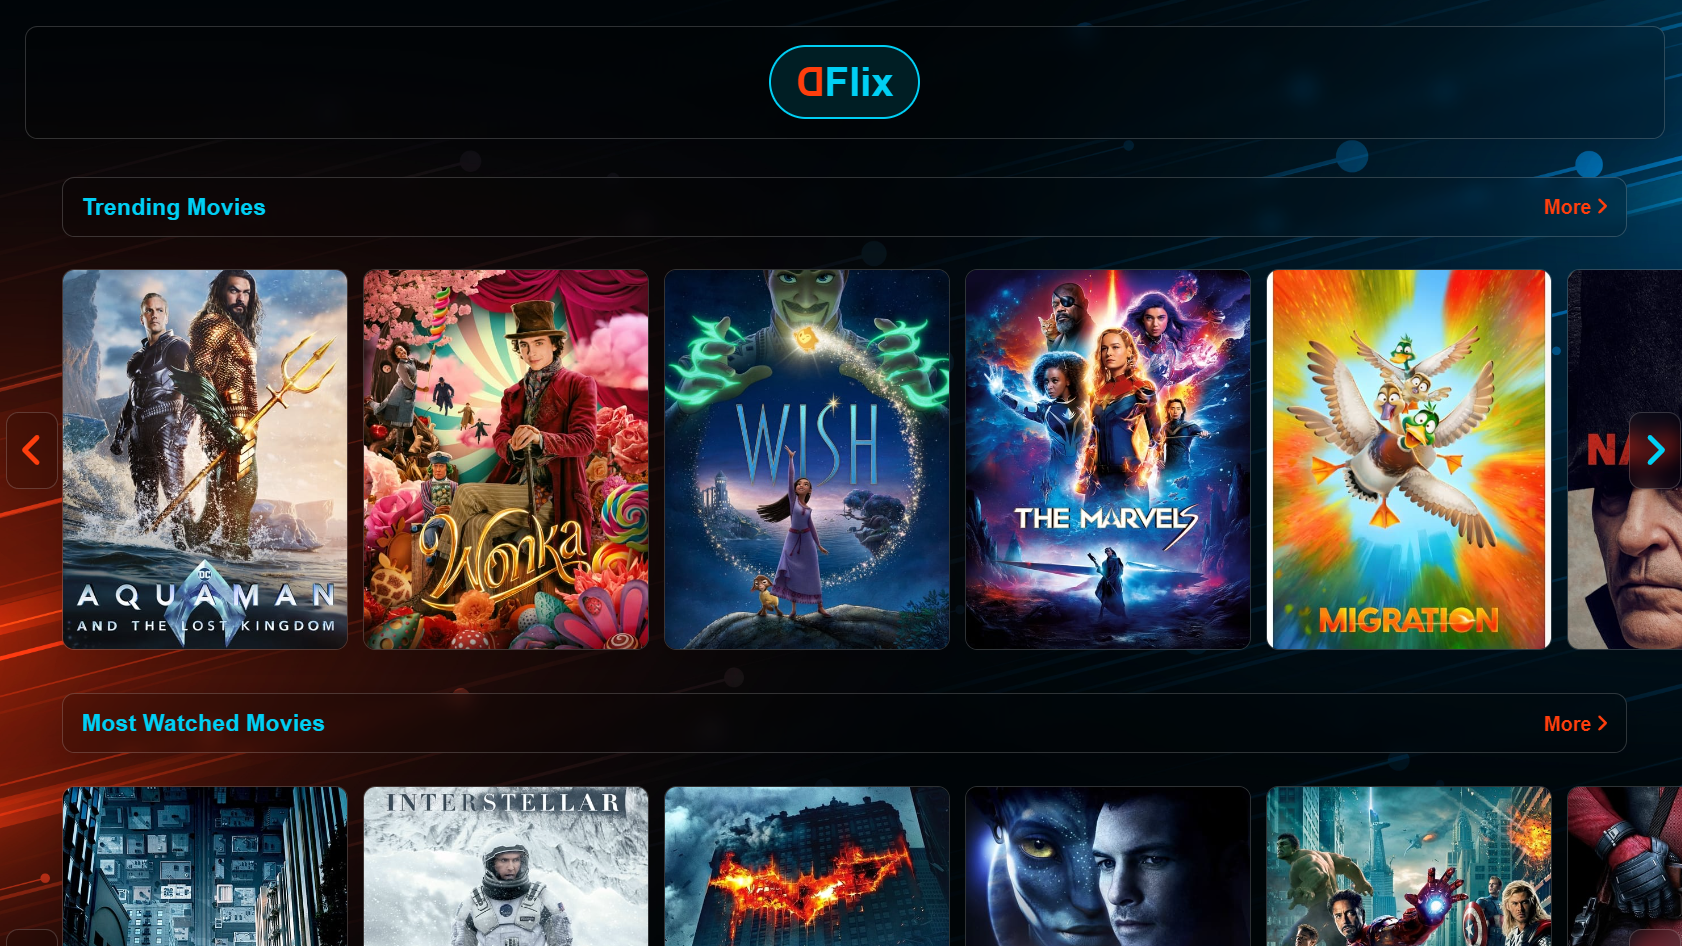 DFlix
Trending Movies
More
DC
AQUAMAN
AND THE LOST KINGDOM
Wonka
WISH
THE MARVELS
MIGRATION
NA
Most Watched Movies
More
INTERSTELLAR